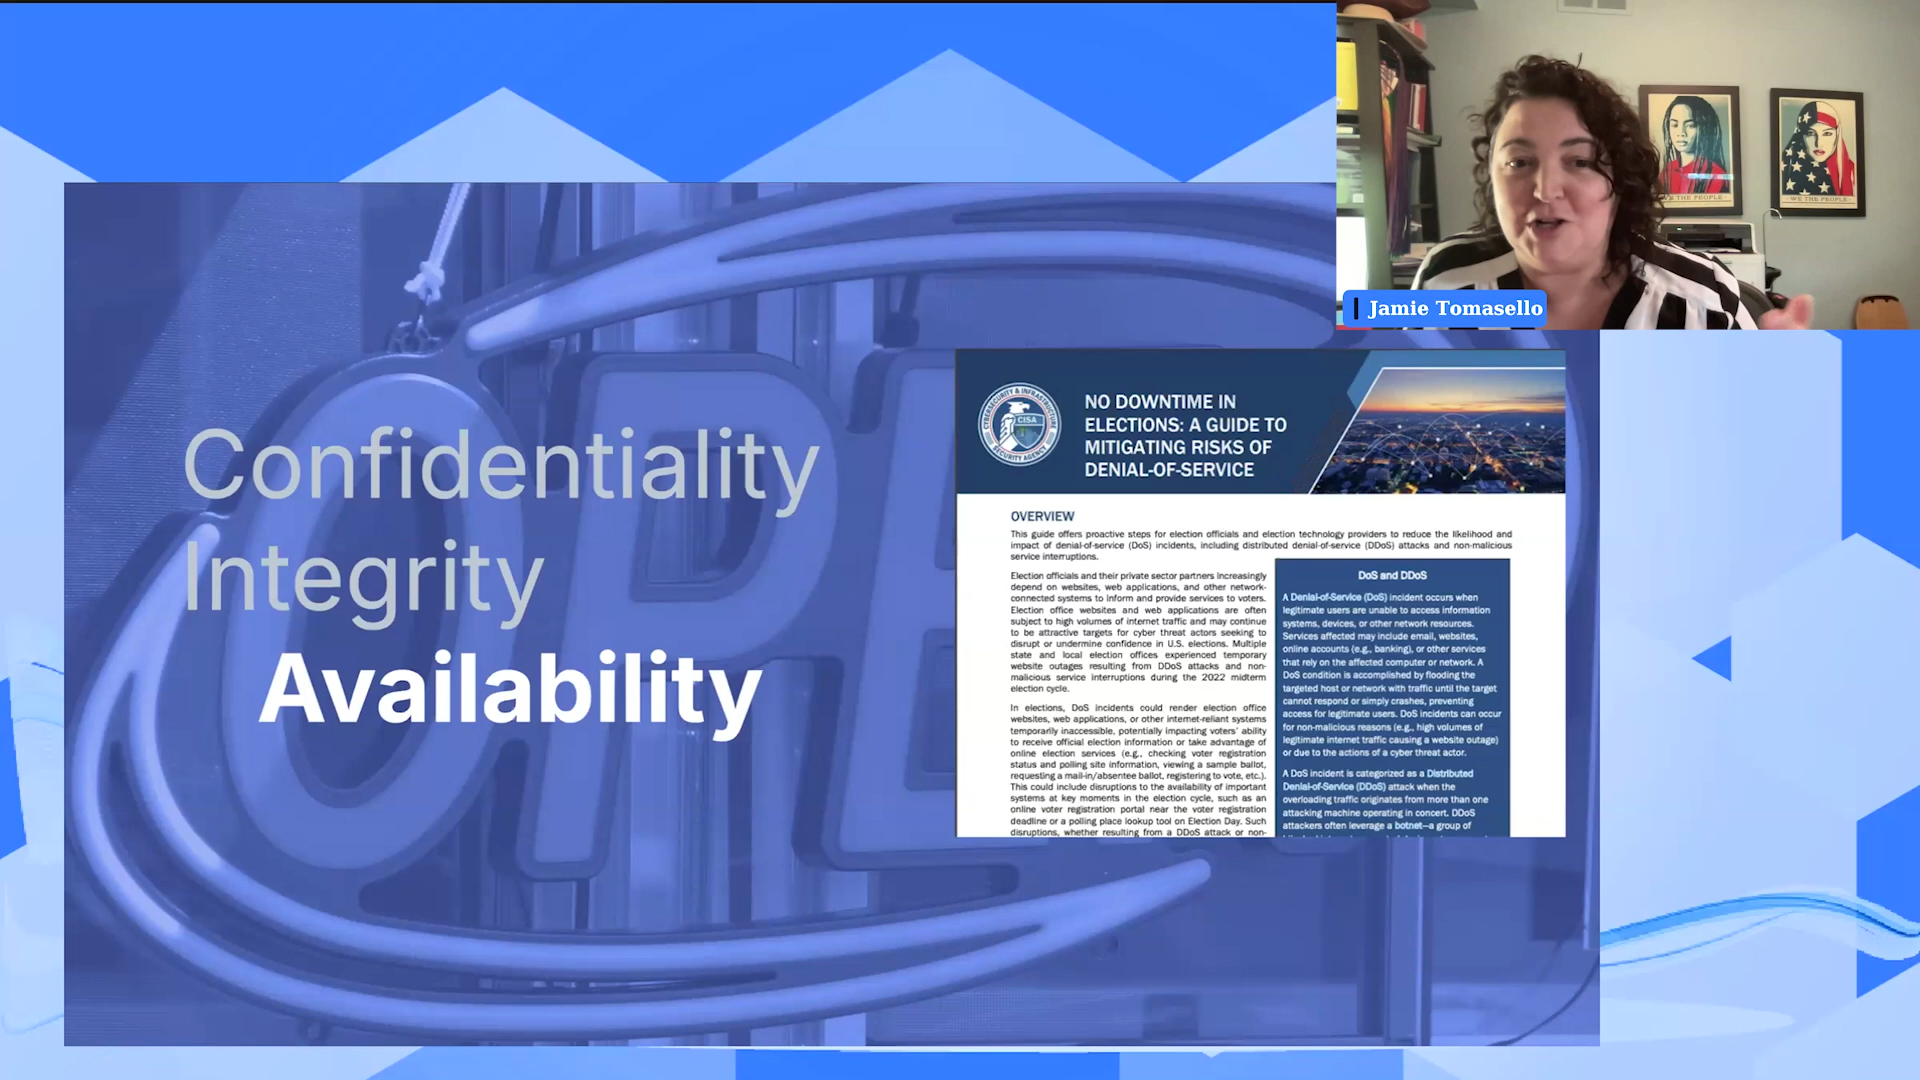 Jamie Tomasello
WE THE PEOPLE
WE THE PEOPLE
OPE
Confidentiality
Integrity
Availability
CYBERSECURITY & INFRASTRUCTURE
CISA
SECURITY AGENCY
NO DOWNTIME IN
ELECTIONS: A GUIDE TO
MITIGATING RISKS OF
DENIAL-OF-SERVICE
OVERVIEW
This guide offers proactive steps for election officials and election technology providers to reduce the likelihood and
impact of denial-of-service (DoS) incidents, including distributed denial-of-service (DDoS) attacks and non-malicious
service interruptions.
Election officials and their private sector partners increasingly
depend on websites, web applications, and other network-
connected systems to inform and provide services to voters.
Election office websites and web applications are often
subject to high volumes of internet traffic and may continue
to be attractive targets for cyber threat actors seeking to
disrupt or undermine confidence in U.S. elections. Multiple
state and local election offices experienced temporary
website outages resulting from DDoS attacks and non-
malicious service interruptions during the 2022 midterm
election cycle.
In elections, DoS incidents could render election office
websites, web applications, or other internet-reliant systems
temporarily inaccessible, potentially impacting voters' ability
to receive official election information or take advantage of
online election services (e.g., checking voter registration
status and polling site information, viewing a sample ballot,
requesting a mail-in/absentee ballot, registering to vote, etc.).
This could include disruptions to the availability of important
systems at key moments in the election cycle, such as an
online voter registration portal near the voter registration
deadline or a polling place lookup tool on Election Day. Such
disruptions, whether resulting from a DDoS attack or non-
DoS and DDoS
A Denial-of-Service (DoS) incident occurs when
legitimate users are unable to access information
systems, devices, or other network resources.
Services affected may include email, websites,
online accounts (e.g., banking), or other services
that rely on the affected computer or network. A
DoS condition is accomplished by flooding the
targeted host or network with traffic until the target
cannot respond or simply crashes, preventing
access for legitimate users. DoS incidents can occur
for non-malicious reasons (e.g., high volumes of
legitimate internet traffic causing a website outage)
or due to the actions of a cyber threat actor.
A DoS incident is categorized as a Distributed
Denial-of-Service (DDoS) attack when the
overloading traffic originates from more than one
attacking machine operating in concert. DDoS
attackers often leverage a botnet—a group of